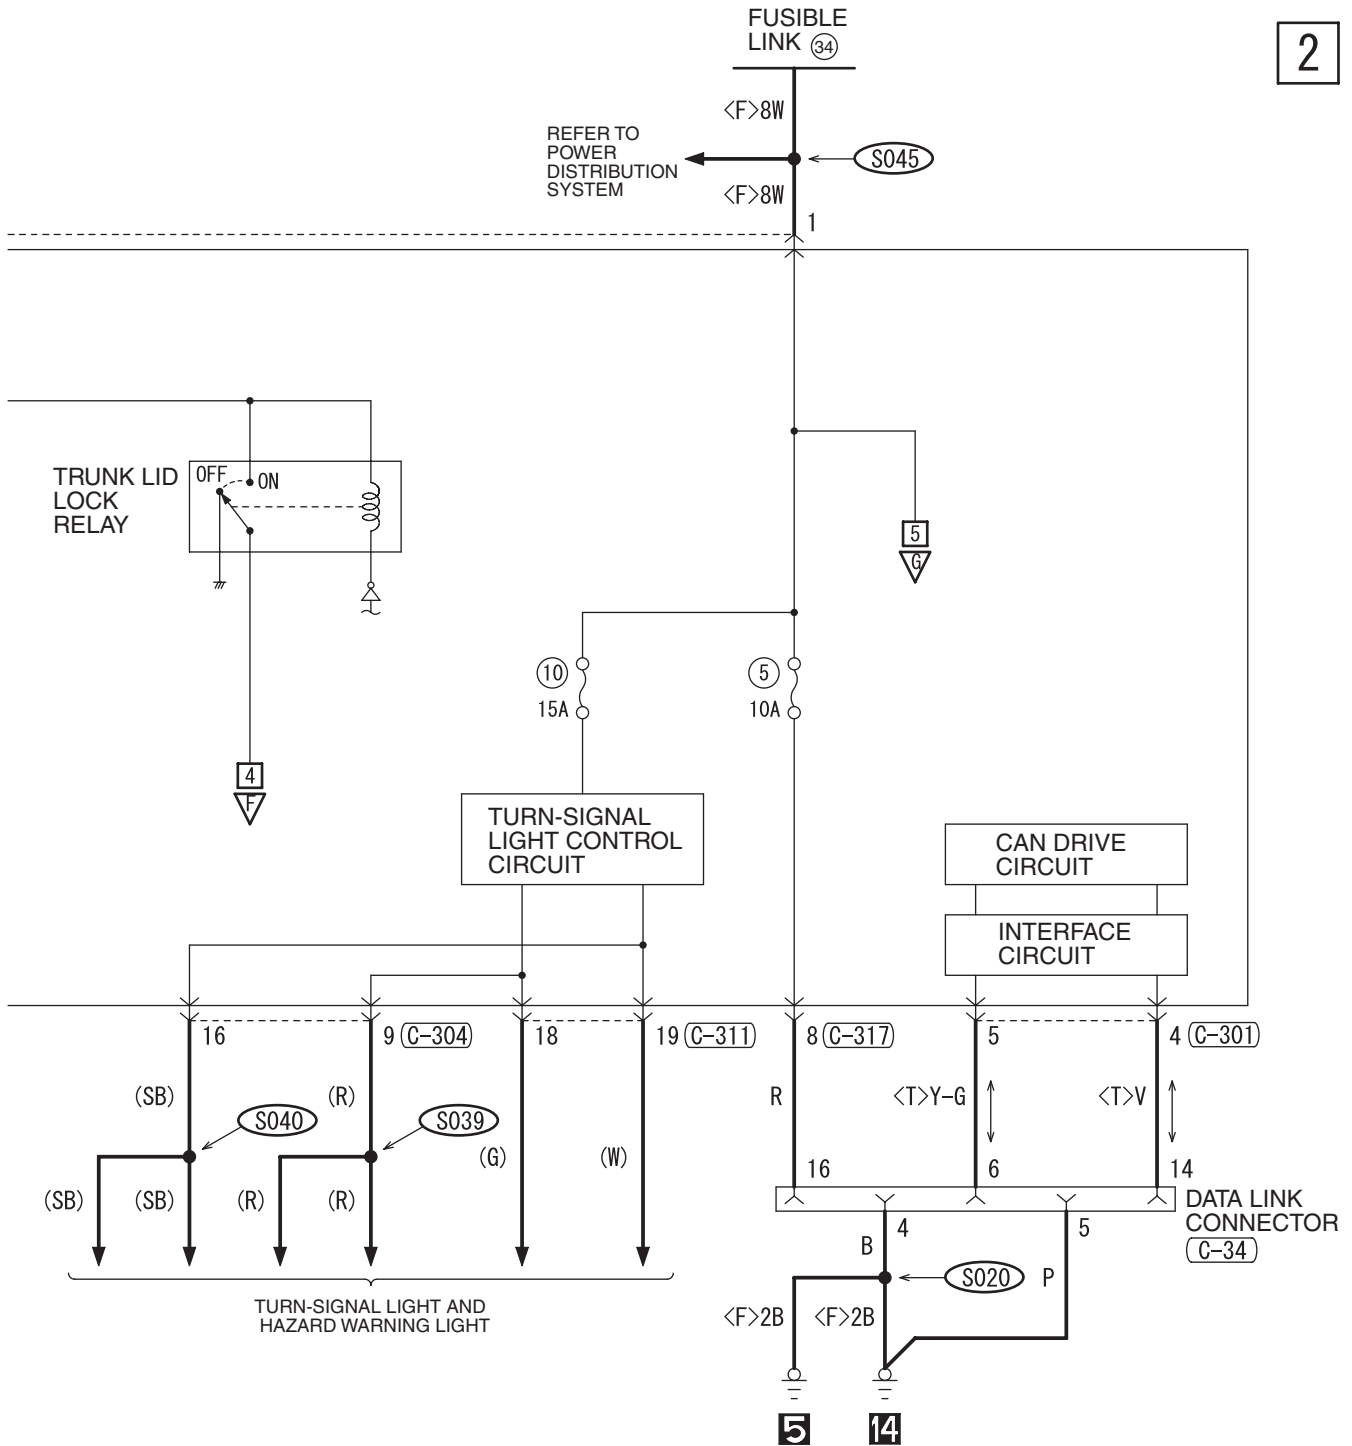 FUSIBLE
LINK 34
2
<F>8W
REFER TO
POWER
DISTRIBUTION
SYSTEM
S045
<F>8W
1
TRUNK LID
LOCK
RELAY
OFF
ON
5
G
10
15A
5
10A
4
F
TURN-SIGNAL
LIGHT CONTROL
CIRCUIT
CAN DRIVE
CIRCUIT
INTERFACE
CIRCUIT
16
9 C-304
18
19 C-311
8 C-317
5
4 C-301
(SB)
(R)
R
<T>Y-G
<T>V
S040
S039
(G)
(W)
16
6
14
(SB)
(SB)
(R)
(R)
DATA LINK
CONNECTOR
C-34
4
5
B
S020
P
<F>2B
<F>2B
TURN-SIGNAL LIGHT AND
HAZARD WARNING LIGHT
5
14